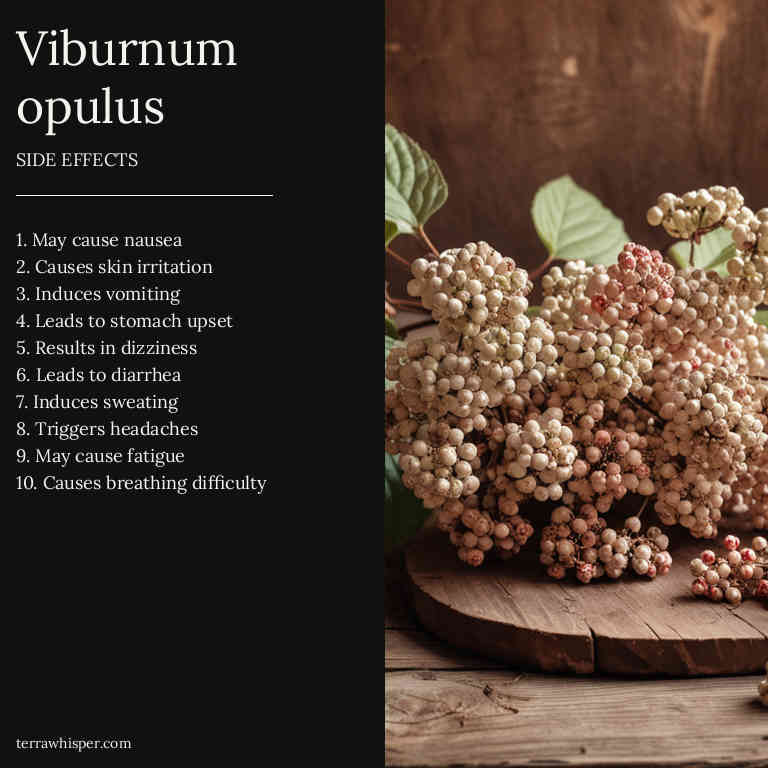 Viburnum
opulus
SIDE EFFECTS
1. May cause nausea
2. Causes skin irritation
3. Induces vomiting
4. Leads to stomach upset
5. Results in dizziness
6. Leads to diarrhea
7. Induces sweating
8. Triggers headaches
9. May cause fatigue
10. Causes breathing difficulty
terrawhisper.com